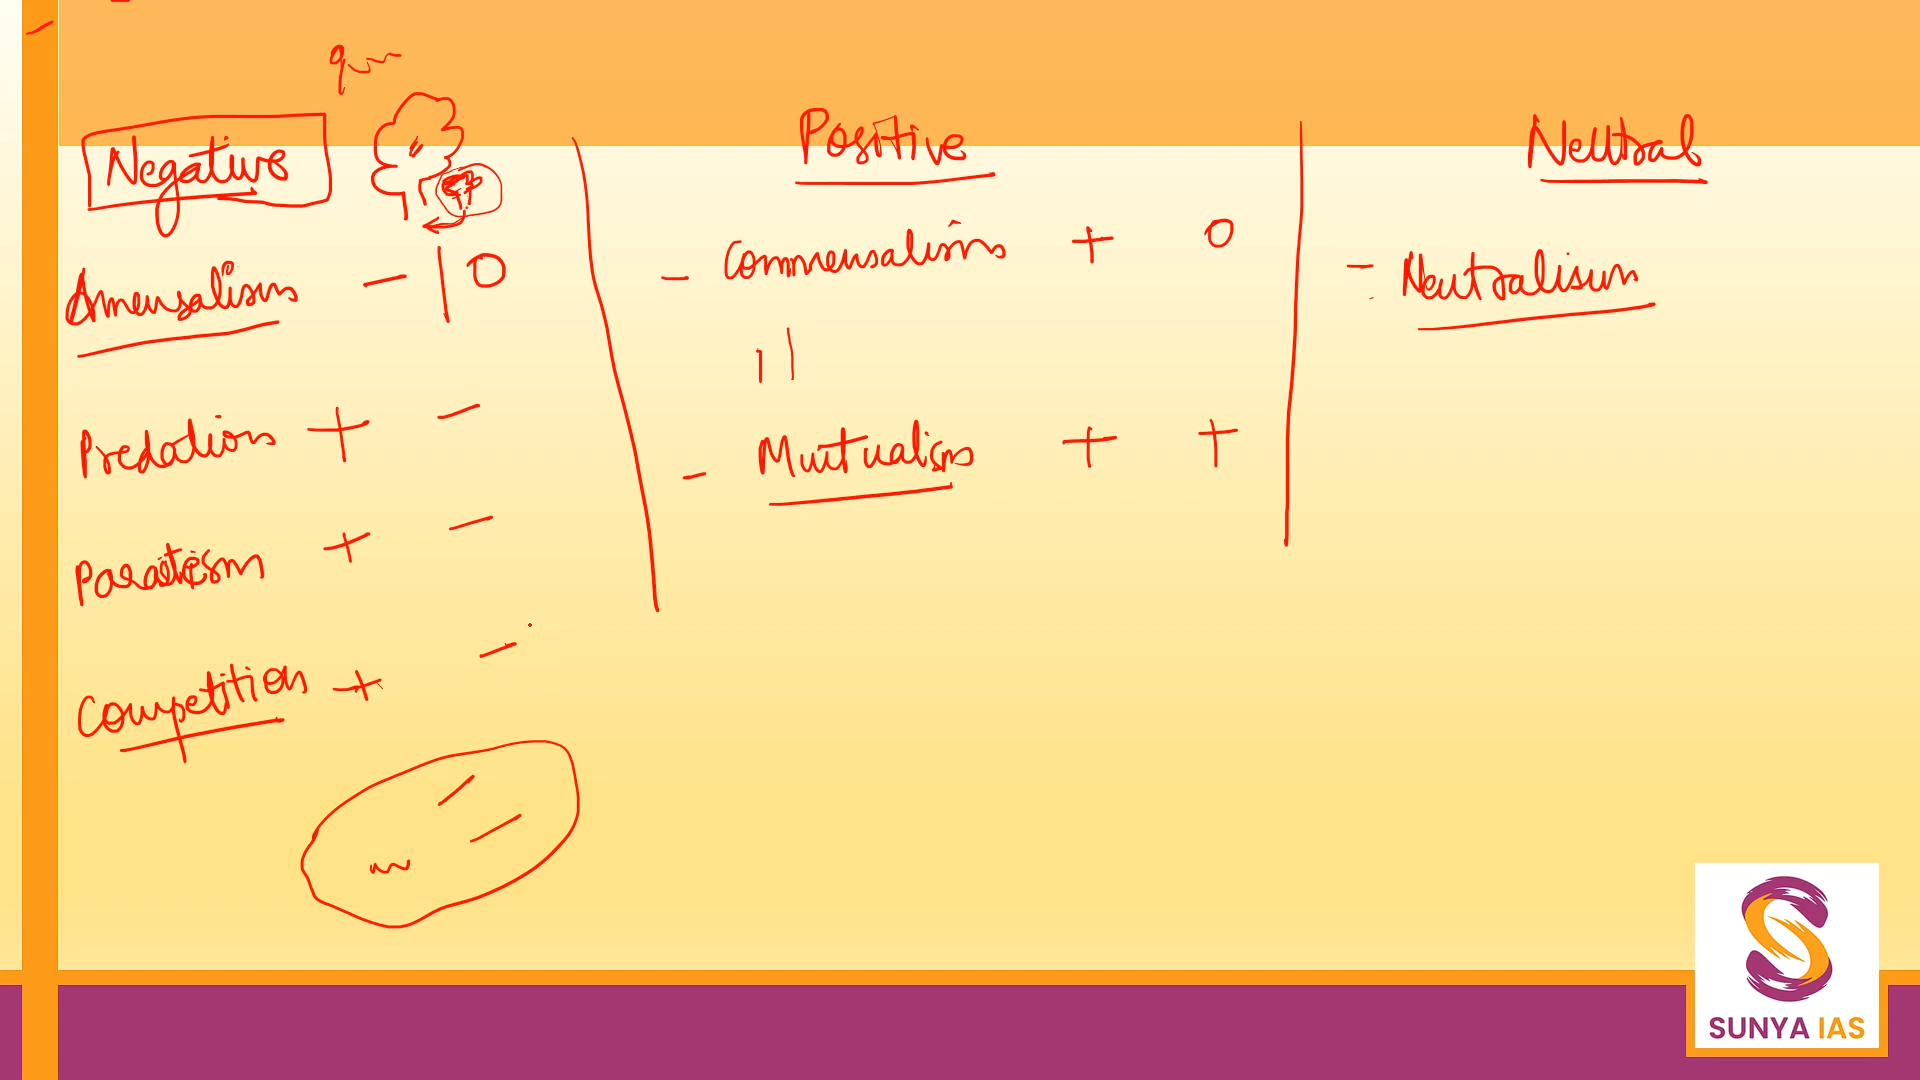 Negative
Amensalism - | 0
Predation + -
Parasitism + -
Competition + -
Positive
- Commensalism + 0
- Mutualism + +
Neutral
- Neutralism
SUNYA IAS